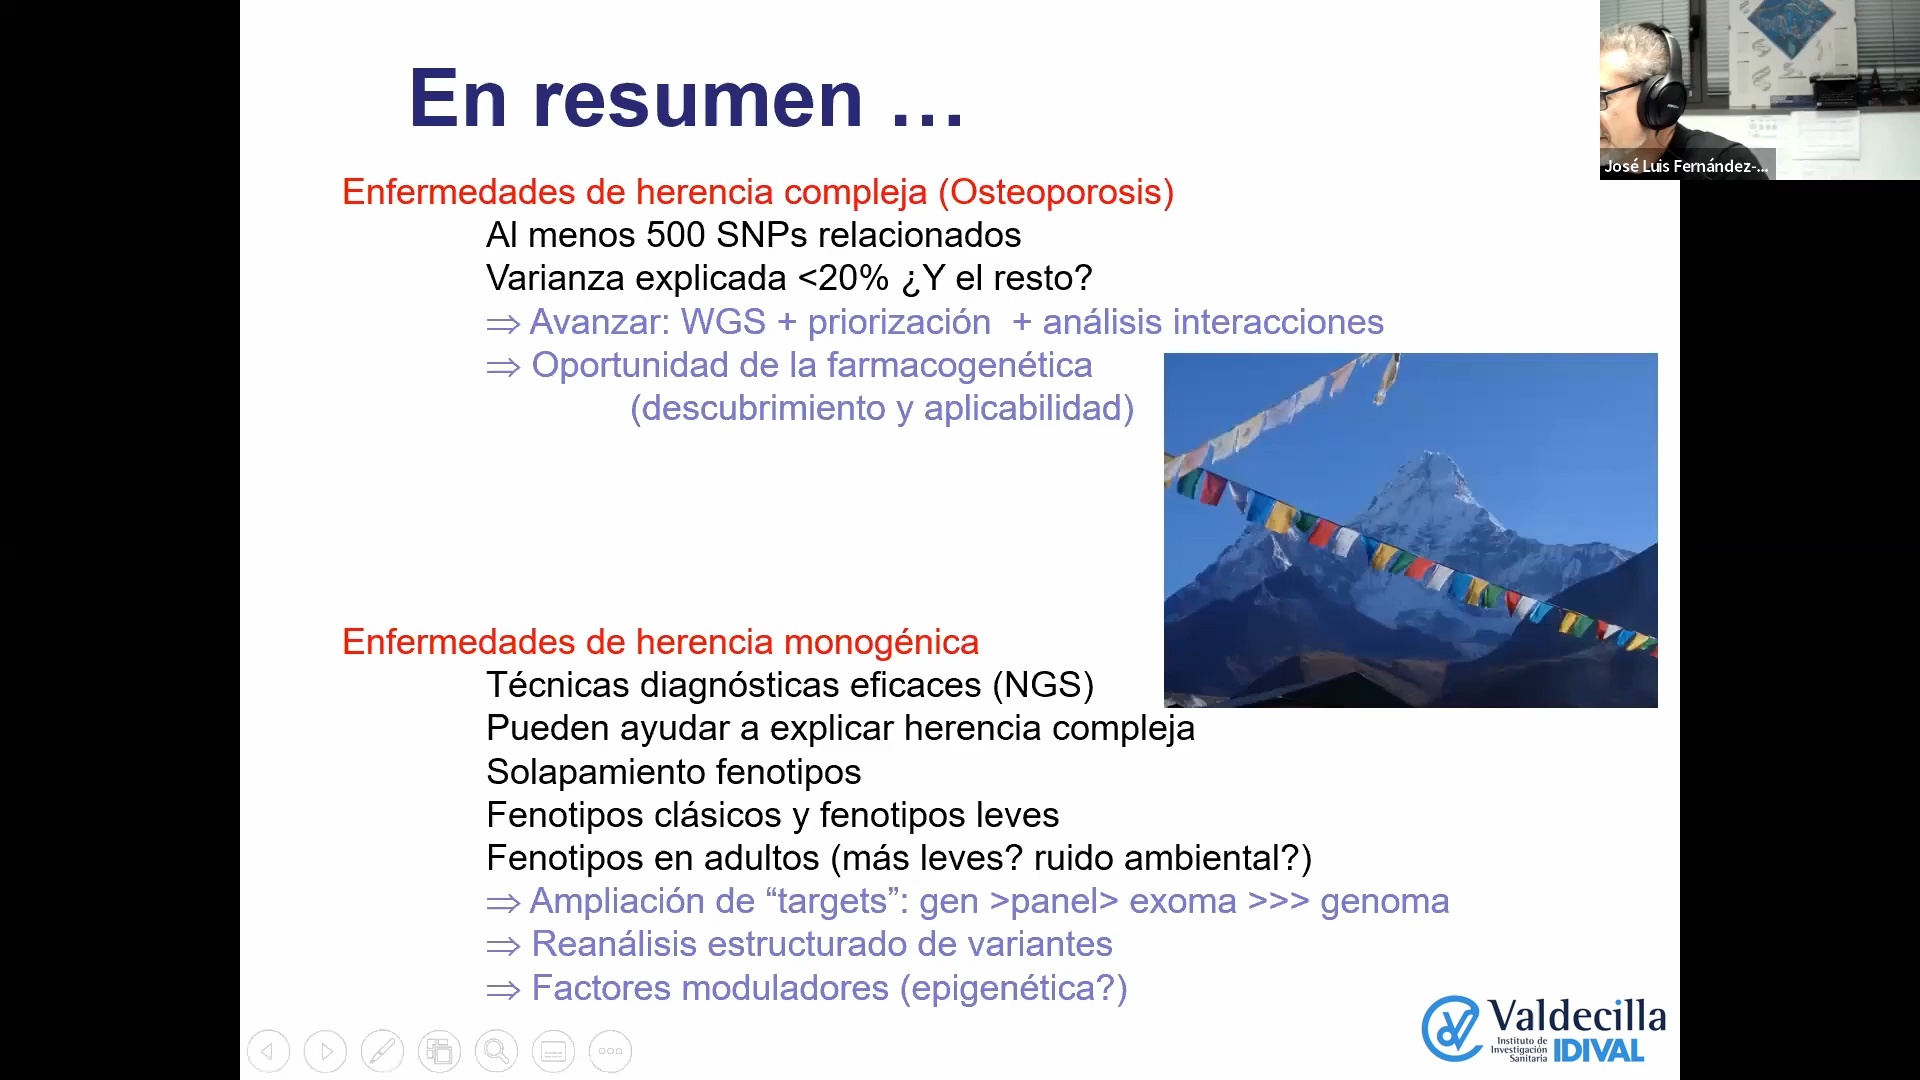 En resumen …
José Luis Fernández-...
Enfermedades de herencia compleja (Osteoporosis)
Al menos 500 SNPs relacionados
Varianza explicada <20% ¿Y el resto?
⇒ Avanzar: WGS + priorización + análisis interacciones
⇒ Oportunidad de la farmacogenética
(descubrimiento y aplicabilidad)
Enfermedades de herencia monogénica
Técnicas diagnósticas eficaces (NGS)
Pueden ayudar a explicar herencia compleja
Solapamiento fenotipos
Fenotipos clásicos y fenotipos leves
Fenotipos en adultos (más leves? ruido ambiental?)
⇒ Ampliación de “targets”: gen >panel> exoma >>> genoma
⇒ Reanálisis estructurado de variantes
⇒ Factores moduladores (epigenética?)
Valdecilla
Instituto de
Investigación
Sanitaria
IDIVAL